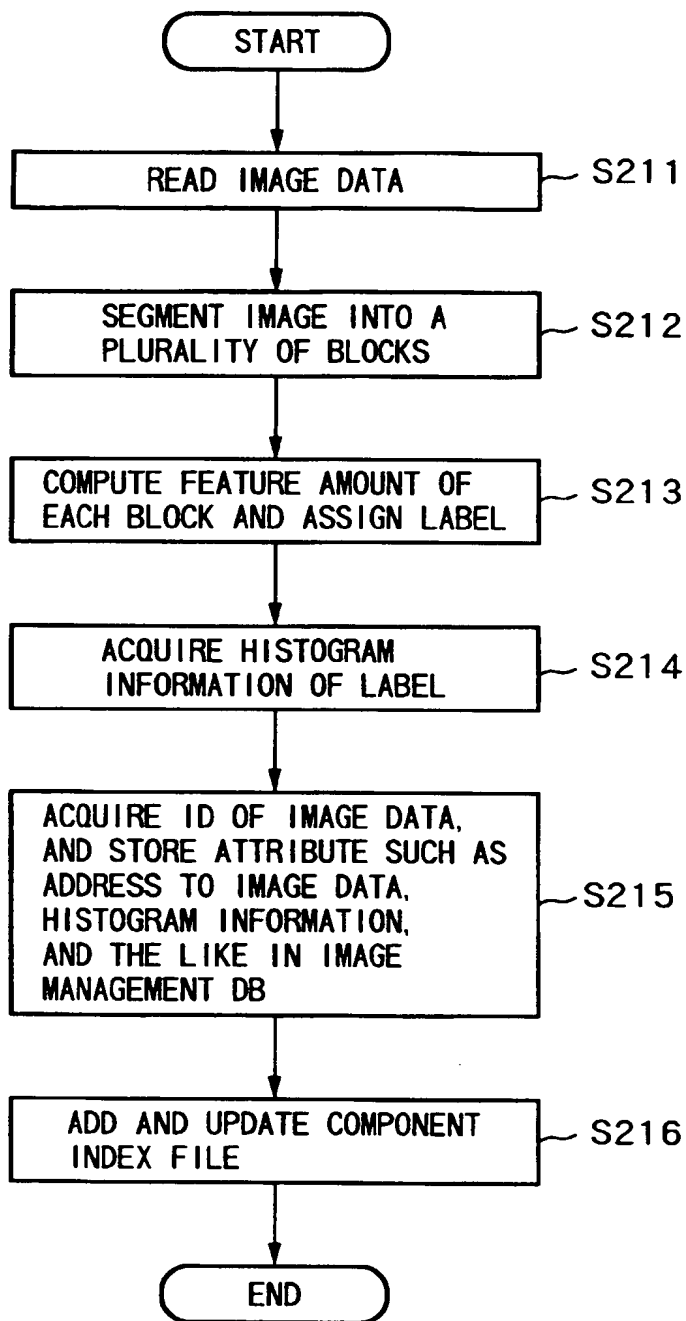 START
READ IMAGE DATA
S211
SEGMENT IMAGE INTO A
PLURALITY OF BLOCKS
S212
COMPUTE FEATURE AMOUNT OF
EACH BLOCK AND ASSIGN LABEL
S213
ACQUIRE HISTOGRAM
INFORMATION OF LABEL
S214
ACQUIRE ID OF IMAGE DATA,
AND STORE ATTRIBUTE SUCH AS
ADDRESS TO IMAGE DATA,
HISTOGRAM INFORMATION,
AND THE LIKE IN IMAGE
MANAGEMENT DB
S215
ADD AND UPDATE COMPONENT
INDEX FILE
S216
END